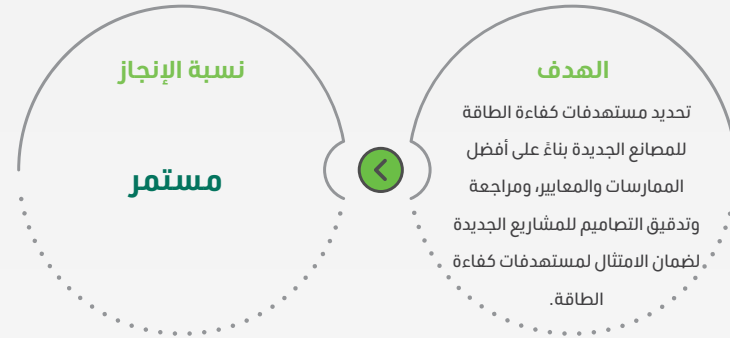 الهدف
تحديد مستهدفات كفاءة الطاقة
للمصانع الجديدة بناءً على أفضل
الممارسات والمعايير، ومراجعة
وتدقيق التصاميم للمشاريع الجديدة
لضمان الامتثال لمستهدفات كفاءة
الطاقة.
نسبة الإنجاز
مستمر